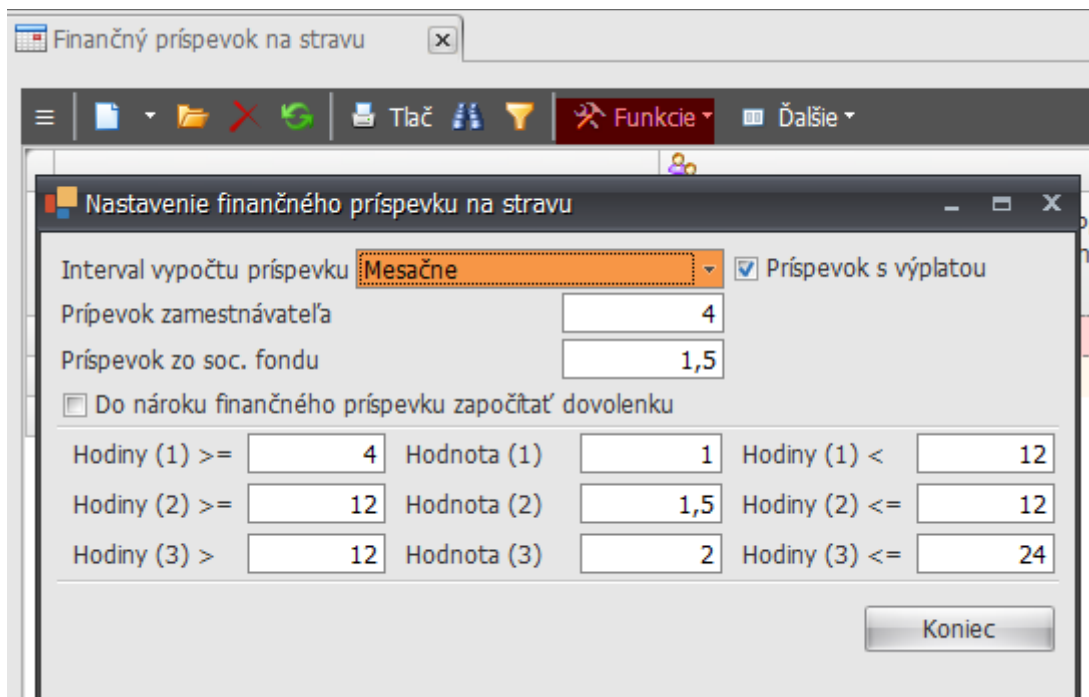 Finančný príspevok na stravu
Tlač Funkcie Ďalšie
Nastavenie finančného príspevku na stravu
Interval vypočtu príspevku Mesačne Príspevok s výplatou
Prípevok zamestnávateľa 4
Príspevok zo soc. fondu 1,5
Do nároku finančného príspevku započítať dovolenku
Hodiny (1) >= 4 Hodnota (1) 1 Hodiny (1) < 12
Hodiny (2) >= 12 Hodnota (2) 1,5 Hodiny (2) <= 12
Hodiny (3) > 12 Hodnota (3) 2 Hodiny (3) <= 24
Koniec